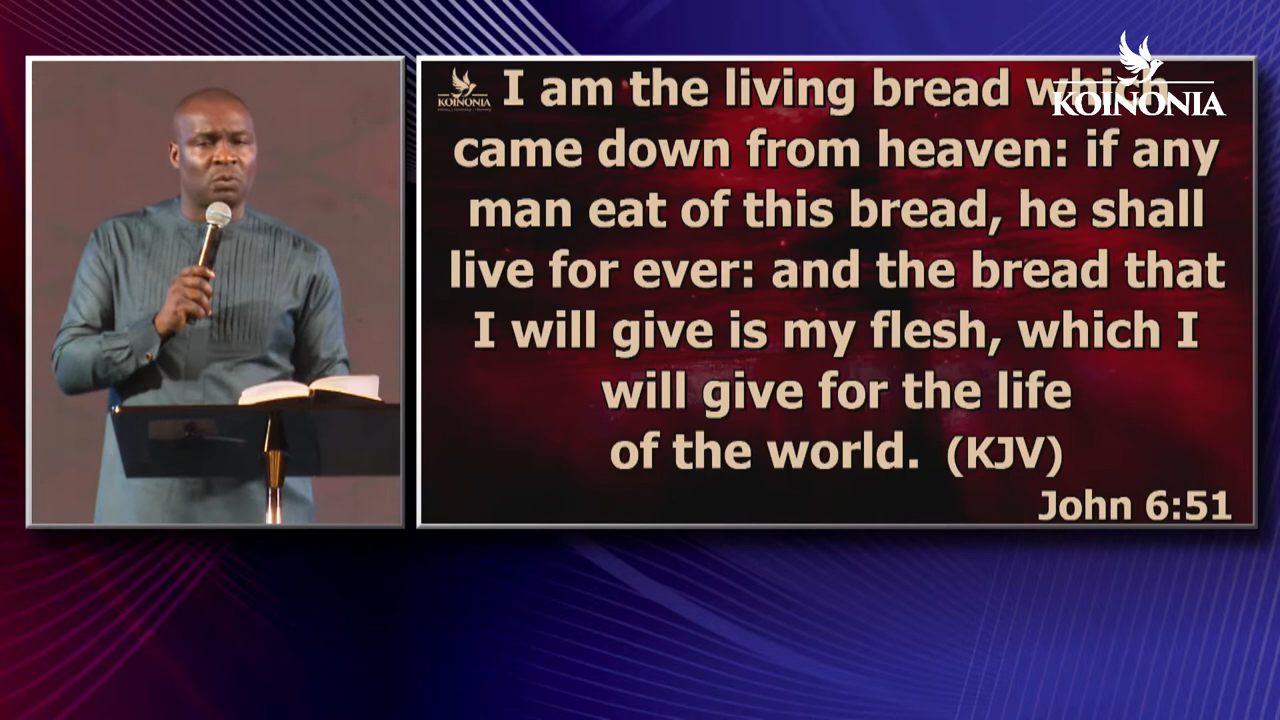 KOINONIA
KOINONIA
I am the living bread which
came down from heaven: if any
man eat of this bread, he shall
live for ever: and the bread that
I will give is my flesh, which I
will give for the life
of the world. (KJV)
John 6:51